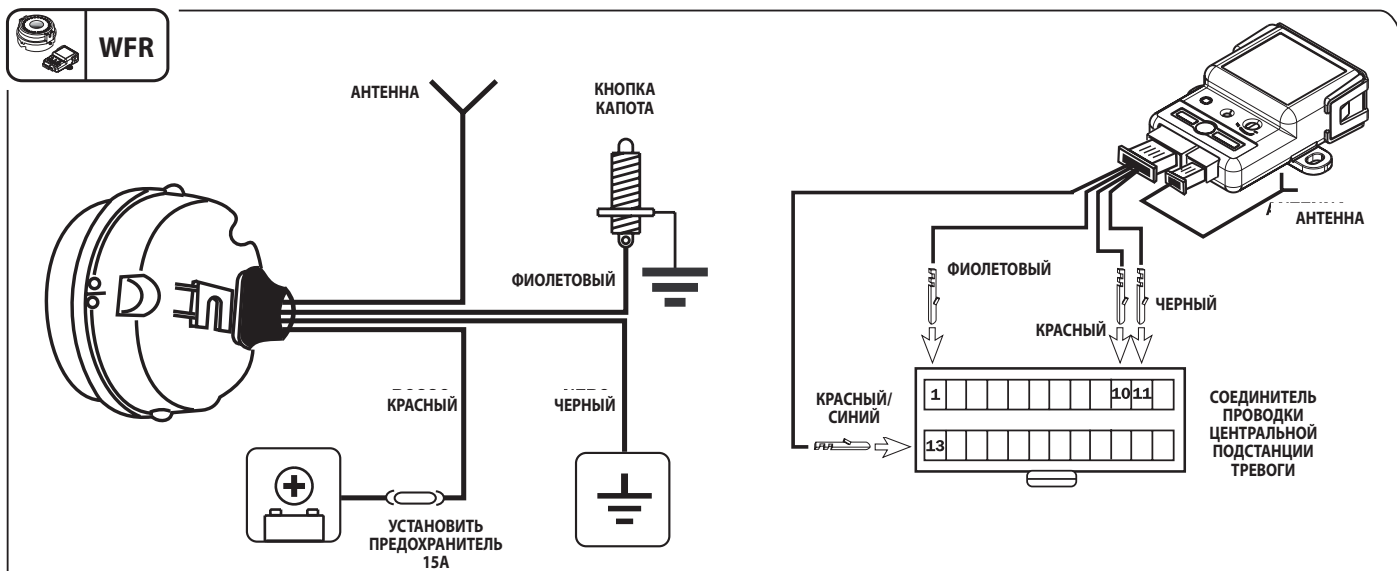 WFR
АНТЕННА
КНОПКА
КАПОТА
ФИОЛЕТОВЫЙ
КРАСНЫЙ
ЧЕРНЫЙ
УСТАНОВИТЬ
ПРЕДОХРАНИТЕЛЬ
15А
АНТЕННА
ФИОЛЕТОВЫЙ
ЧЕРНЫЙ
КРАСНЫЙ
КРАСНЫЙ/
СИНИЙ
1
10 11
13
СОЕДИНИТЕЛЬ
ПРОВОДКИ
ЦЕНТРАЛЬНОЙ
ПОДСТАНЦИИ
ТРЕВОГИ